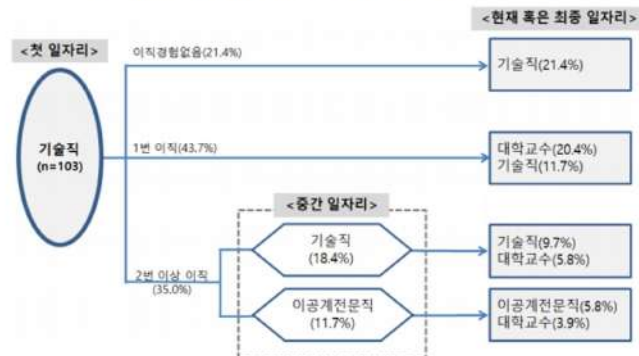 <현재 혹은 최종 일자리>
<첫 일자리>
이직경험없음(21.4%)
기술직(21.4%)
기술직
(n=103)
1번 이직(43.7%)
대학교수(20.4%)
기술직(11.7%)
<중간 일자리>
기술직
(18.4%)
기술직(9.7%)
대학교수(5.8%)
2번 이상 이직
(35.0%)
이공계전문직
(11.7%)
이공계전문직(5.8%)
대학교수(3.9%)